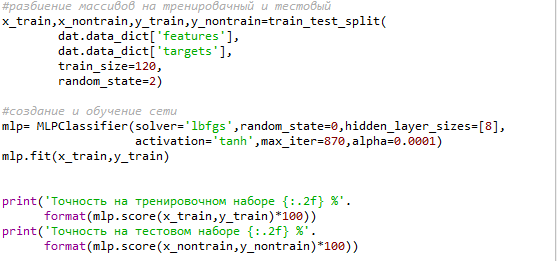 #разбиение массивов на тренировачный и тестовый
x_train,x_nontrain,y_train,y_nontrain=train_test_split(
        dat.data_dict['features'],
        dat.data_dict['targets'],
        train_size=120,
        random_state=2)

#создание и обучение сети
mlp= MLPClassifier(solver='lbfgs',random_state=0,hidden_layer_sizes=[8],
                       activation='tanh',max_iter=870,alpha=0.0001)
mlp.fit(x_train,y_train)

print('Точность на тренировочном наборе {:.2f} %'.
      format(mlp.score(x_train,y_train)*100))
print('Точность на тестовом наборе {:.2f} %'.
      format(mlp.score(x_nontrain,y_nontrain)*100))